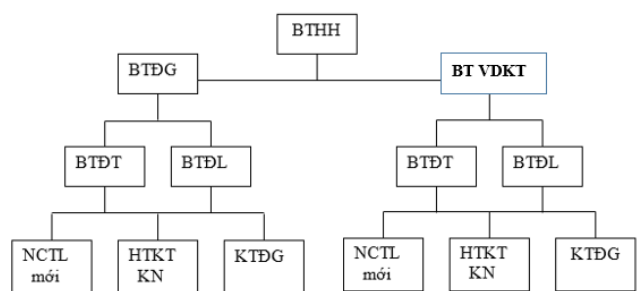 BTHH
BTĐG
BT VDKT
BTĐT
BTĐL
BTĐT
BTĐL
NCTL
mới
HTKT
KN
KTĐG
NCTL
mới
HTKT
KN
KTĐG